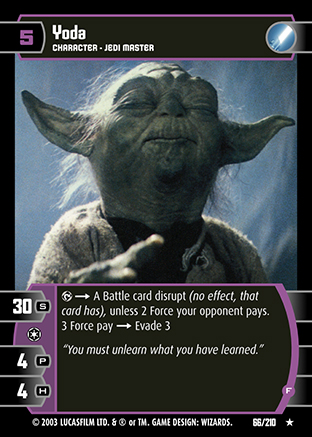 5
Yoda
CHARACTER - JEDI MASTER
30 S
→ A Battle card disrupt (no effect, that
card has), unless 2 Force your opponent pays.
3 Force pay → Evade 3
4 P
"You must unlearn what you have learned."
4 H
F
© 2003 LUCASFILM LTD. & ® or TM. GAME DESIGN: WIZARDS.
66/210 ★